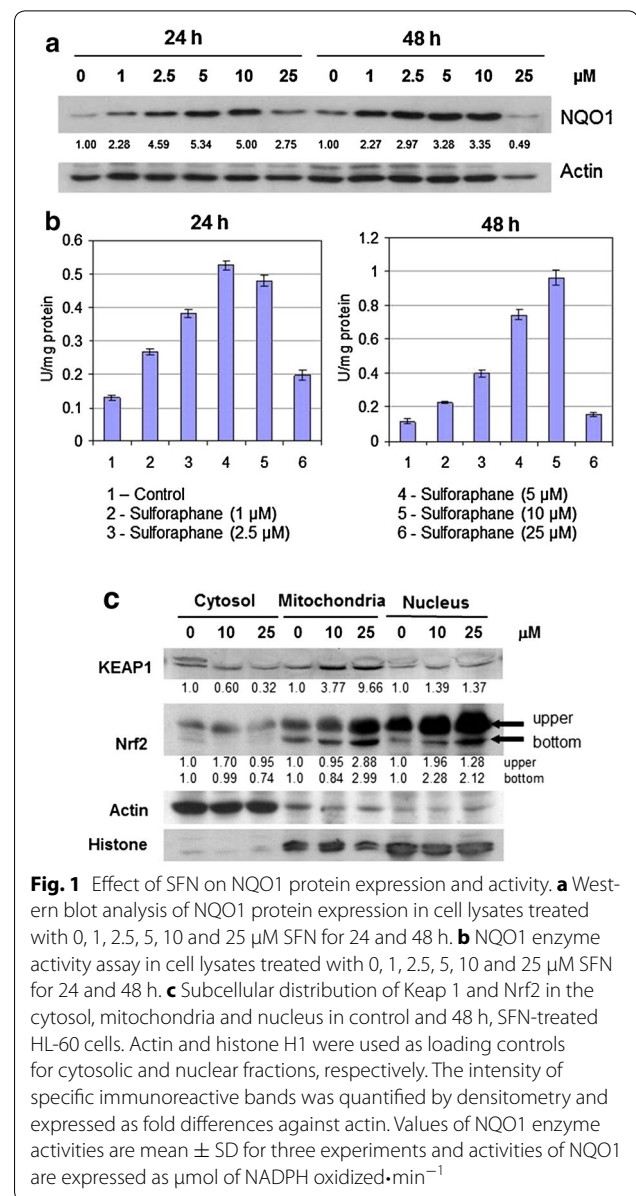 a
24 h 48 h
0 1 2.5 5 10 25 0 1 2.5 5 10 25 µM
NQO1
1.00 2.28 4.59 5.34 5.00 2.75 1.00 2.27 2.97 3.28 3.35 0.49
Actin
b
24 h
U/mg protein
0.6
0.5
0.4
0.3
0.2
0.1
0
1 2 3 4 5 6
48 h
U/mg protein
1.2
1
0.8
0.6
0.4
0.2
0
1 2 3 4 5 6
1 – Control
2 - Sulforaphane (1 µM)
3 - Sulforaphane (2.5 µM)
4 - Sulforaphane (5 µM)
5 - Sulforaphane (10 µM)
6 - Sulforaphane (25 µM)
c
Cytosol Mitochondria Nucleus
0 10 25 0 10 25 0 10 25 µM
KEAP1
1.0 0.60 0.32 1.0 3.77 9.66 1.0 1.39 1.37
Nrf2
upper
bottom
1.0 1.70 0.95 1.0 0.95 2.88 1.0 1.96 1.28 upper
1.0 0.99 0.74 1.0 0.84 2.99 1.0 2.28 2.12 bottom
Actin
Histone
Fig. 1 Effect of SFN on NQO1 protein expression and activity. a West-
ern blot analysis of NQO1 protein expression in cell lysates treated
with 0, 1, 2.5, 5, 10 and 25 µM SFN for 24 and 48 h. b NQO1 enzyme
activity assay in cell lysates treated with 0, 1, 2.5, 5, 10 and 25 µM SFN
for 24 and 48 h. c Subcellular distribution of Keap 1 and Nrf2 in the
cytosol, mitochondria and nucleus in control and 48 h, SFN-treated
HL-60 cells. Actin and histone H1 were used as loading controls
for cytosolic and nuclear fractions, respectively. The intensity of
specific immunoreactive bands was quantified by densitometry and
expressed as fold differences against actin. Values of NQO1 enzyme
activities are mean ± SD for three experiments and activities of NQO1
are expressed as µmol of NADPH oxidized•min−1